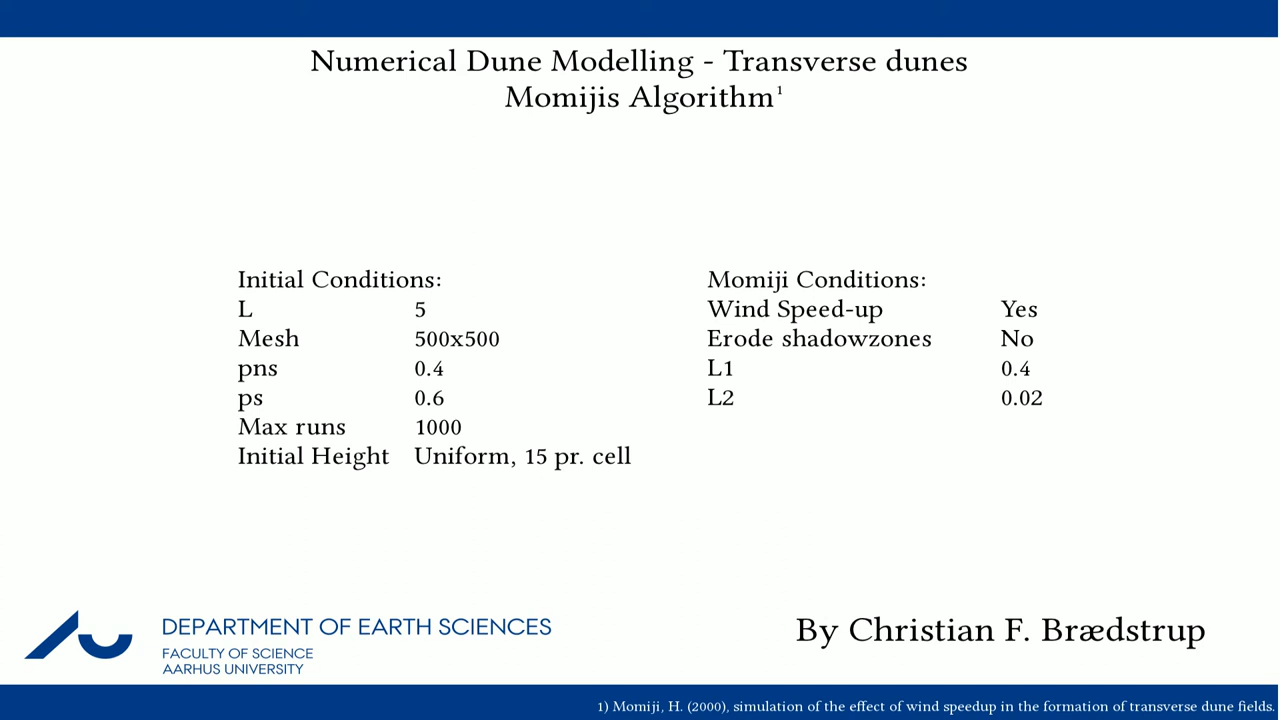 Numerical Dune Modelling - Transverse dunes
Momijis Algorithm¹
Initial Conditions:
L 5
Mesh 500x500
pns 0.4
ps 0.6
Max runs 1000
Initial Height Uniform, 15 pr. cell
Momiji Conditions:
Wind Speed-up Yes
Erode shadowzones No
L1 0.4
L2 0.02
DEPARTMENT OF EARTH SCIENCES
FACULTY OF SCIENCE
AARHUS UNIVERSITY
By Christian F. Brædstrup
1) Momiji, H. (2000), simulation of the effect of wind speedup in the formation of transverse dune fields.